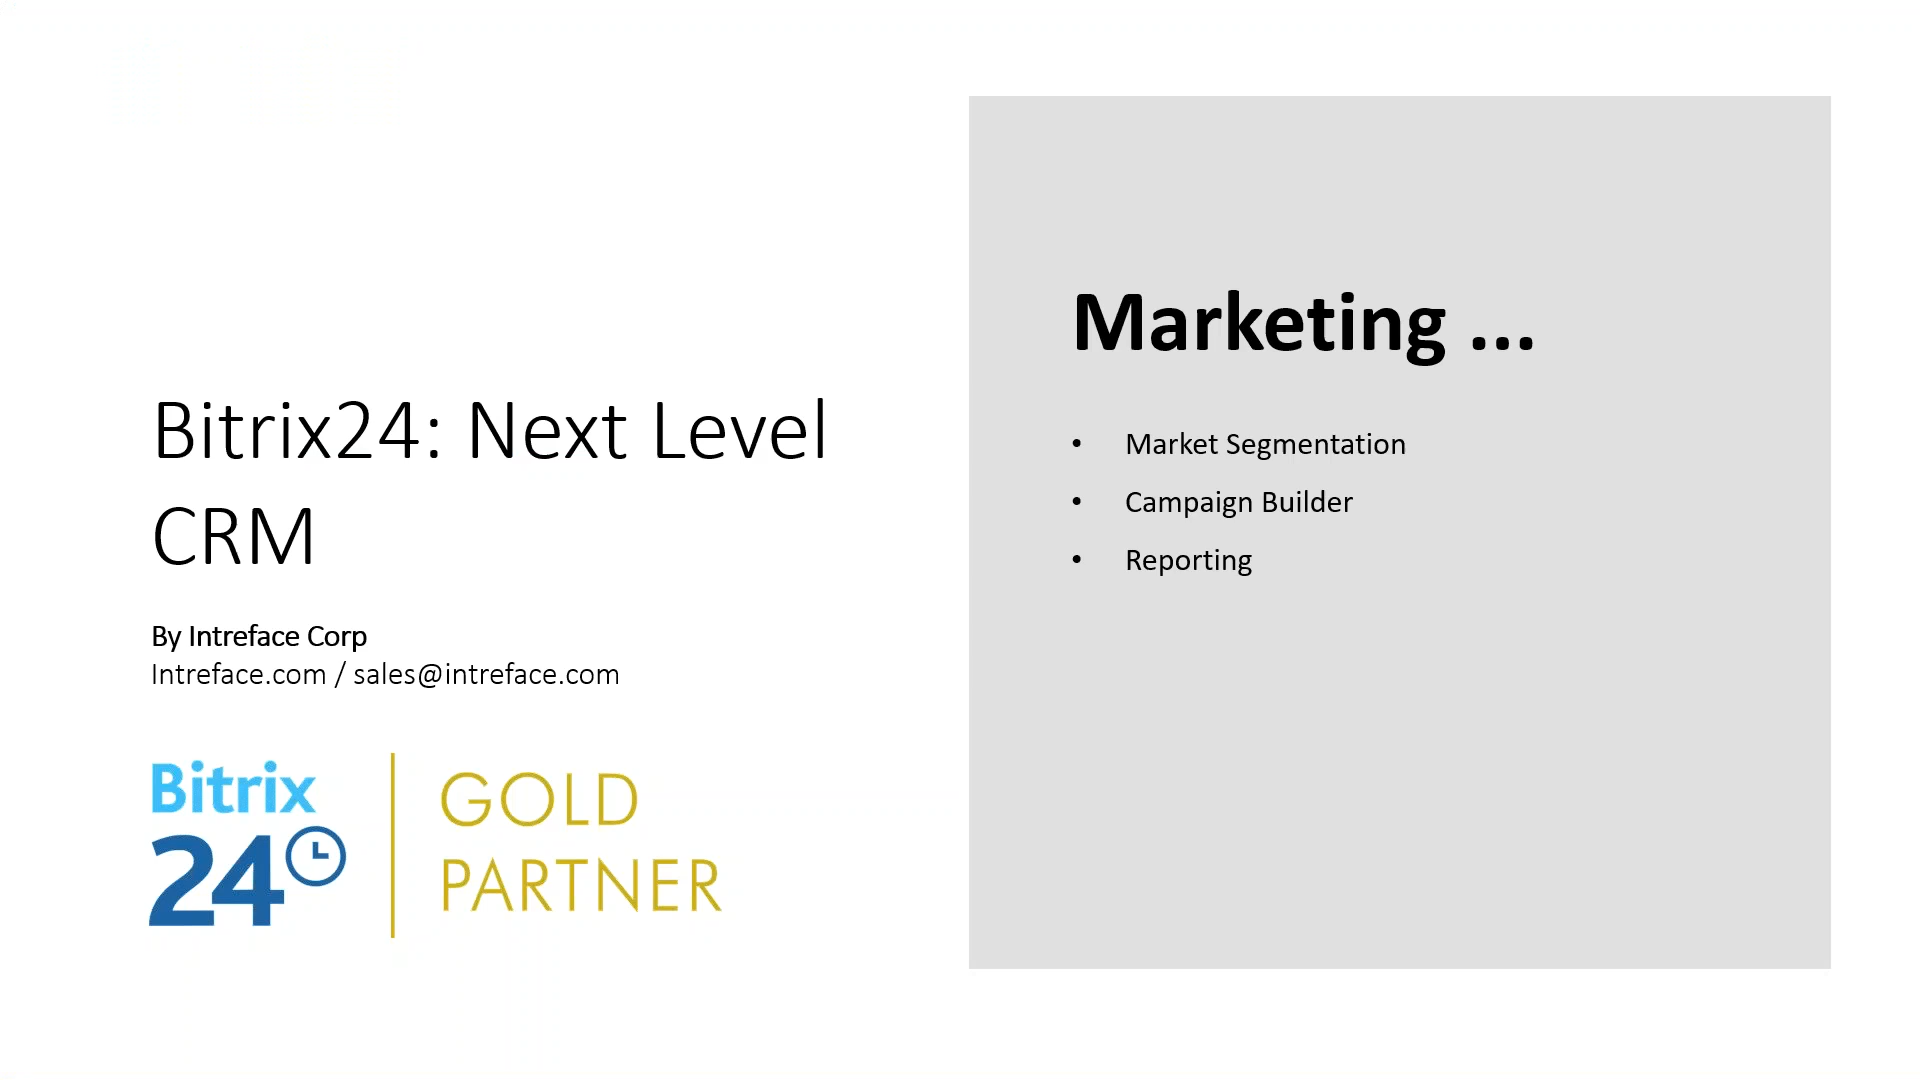 Bitrix24: Next Level
CRM
By Intreface Corp
Intreface.com / sales@intreface.com
Bitrix
24
GOLD
PARTNER
Marketing ...
• Market Segmentation
• Campaign Builder
• Reporting